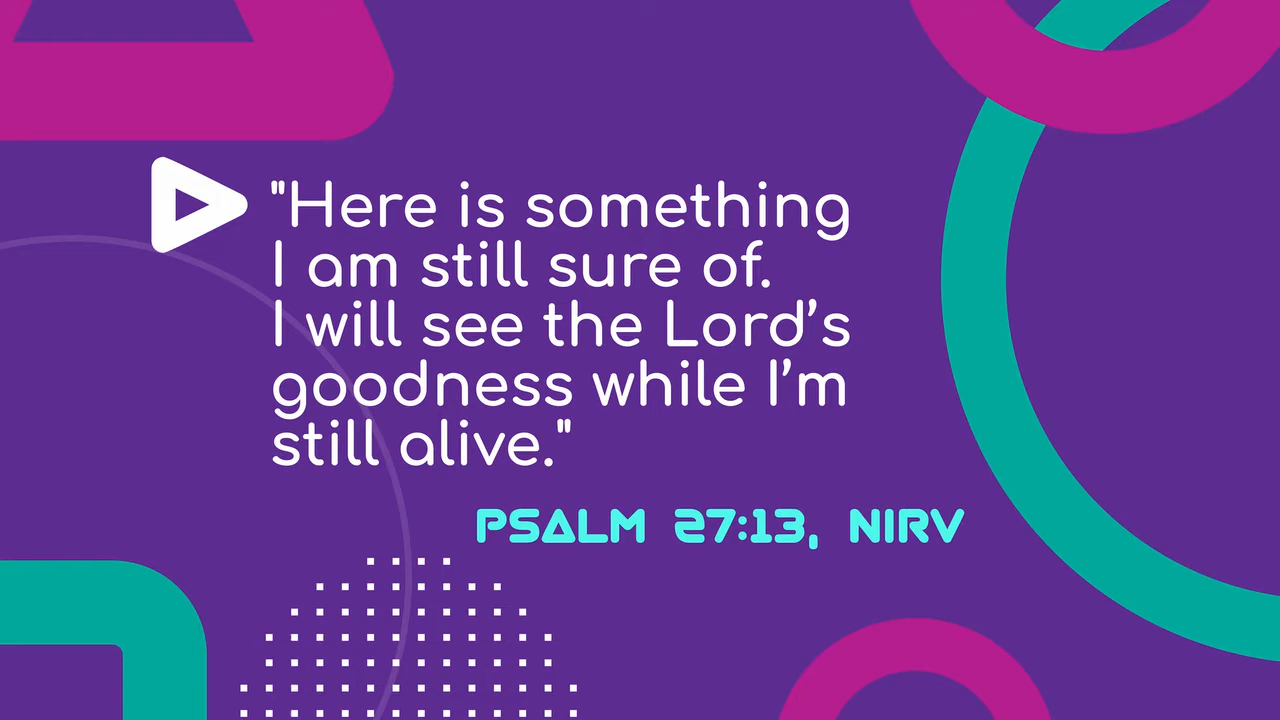 "Here is something
I am still sure of.
I will see the Lord’s
goodness while I’m
still alive."
PSALM 27:13, NIRV